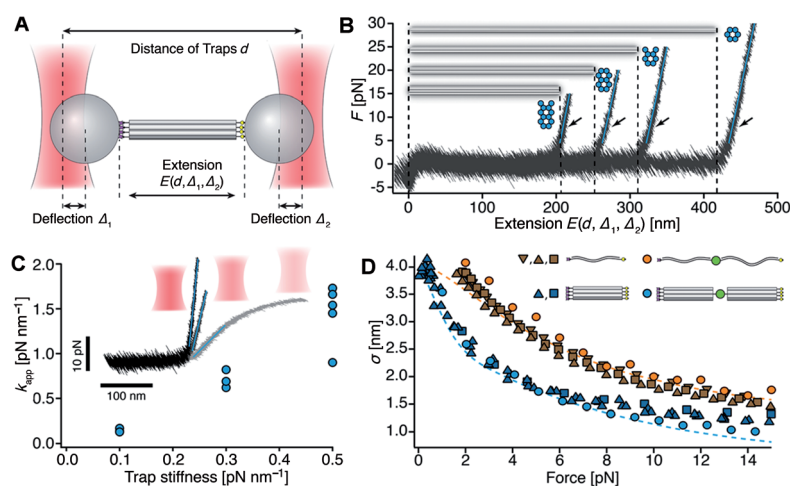 A
Distance of Traps d
Extension
E(d, Δ1, Δ2)
Deflection Δ1
Deflection Δ2
B
F [pN]
30
25
20
15
10
5
0
-5
0
100
200
300
400
500
Extension E(d, Δ1, Δ2) [nm]
C
kapp [pN nm⁻¹]
2.0
1.5
1.0
0.5
0.0
10 pN
100 nm
0.0
0.1
0.2
0.3
0.4
0.5
Trap stiffness [pN nm⁻¹]
D
σ [nm]
4.0
3.5
3.0
2.5
2.0
1.5
1.0
0
2
4
6
8
10
12
14
Force [pN]